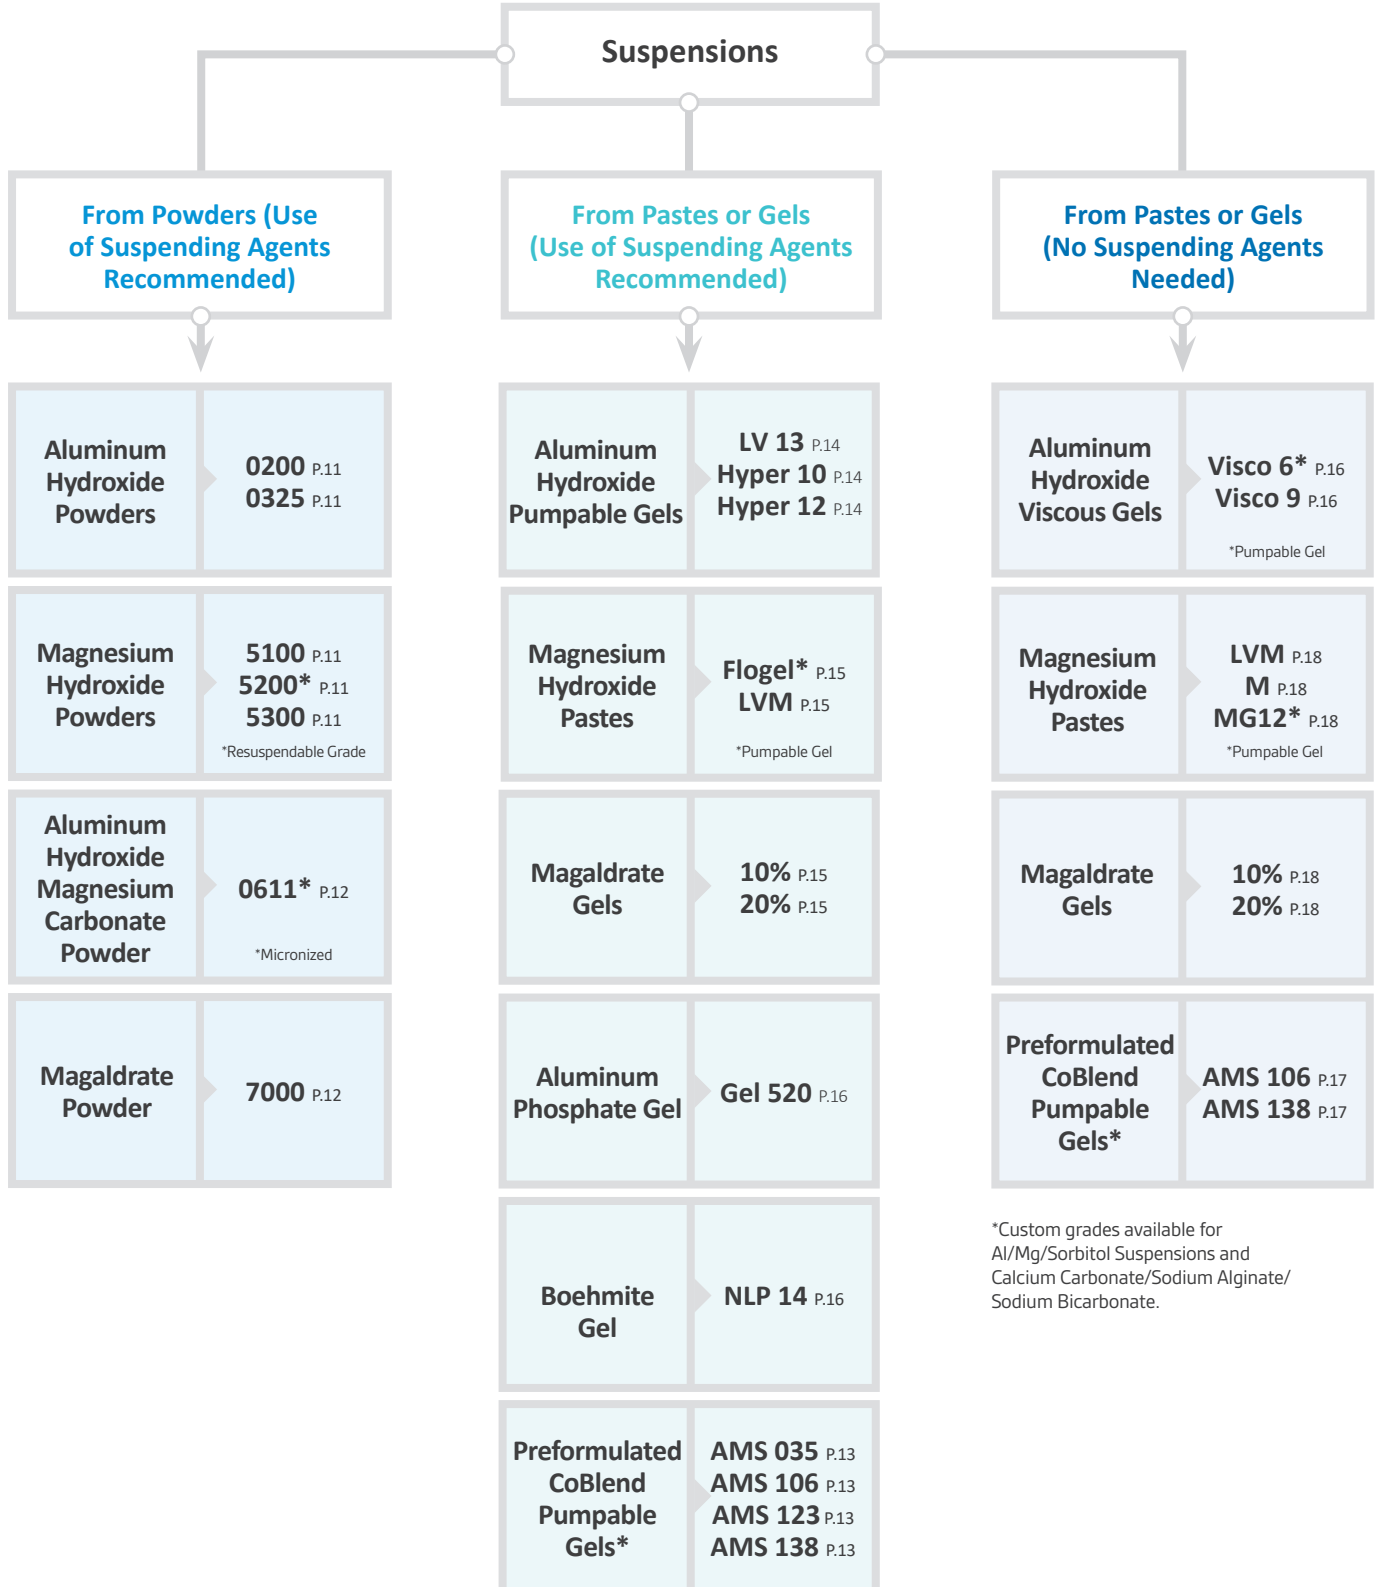 Suspensions
From Powders (Use
of Suspending Agents
Recommended)
Aluminum
Hydroxide
Powders
0200 P.11
0325 P.11
Magnesium
Hydroxide
Powders
5100 P.11
5200* P.11
5300 P.11
*Resuspendable Grade
Aluminum
Hydroxide
Magnesium
Carbonate
Powder
0611* P.12
*Micronized
Magaldrate
Powder
7000 P.12
From Pastes or Gels
(Use of Suspending Agents
Recommended)
Aluminum
Hydroxide
Pumpable Gels
LV 13 P.14
Hyper 10 P.14
Hyper 12 P.14
Magnesium
Hydroxide
Pastes
Flogel* P.15
LVM P.15
*Pumpable Gel
Magaldrate
Gels
10% P.15
20% P.15
Aluminum
Phosphate Gel
Gel 520 P.16
Boehmite
Gel
NLP 14 P.16
Preformulated
CoBlend
Pumpable
Gels*
AMS 035 P.13
AMS 106 P.13
AMS 123 P.13
AMS 138 P.13
From Pastes or Gels
(No Suspending Agents
Needed)
Aluminum
Hydroxide
Viscous Gels
Visco 6* P.16
Visco 9 P.16
*Pumpable Gel
Magnesium
Hydroxide
Pastes
LVM P.18
M P.18
MG12* P.18
*Pumpable Gel
Magaldrate
Gels
10% P.18
20% P.18
Preformulated
CoBlend
Pumpable
Gels*
AMS 106 P.17
AMS 138 P.17
*Custom grades available for
Al/Mg/Sorbitol Suspensions and
Calcium Carbonate/Sodium Alginate/
Sodium Bicarbonate.